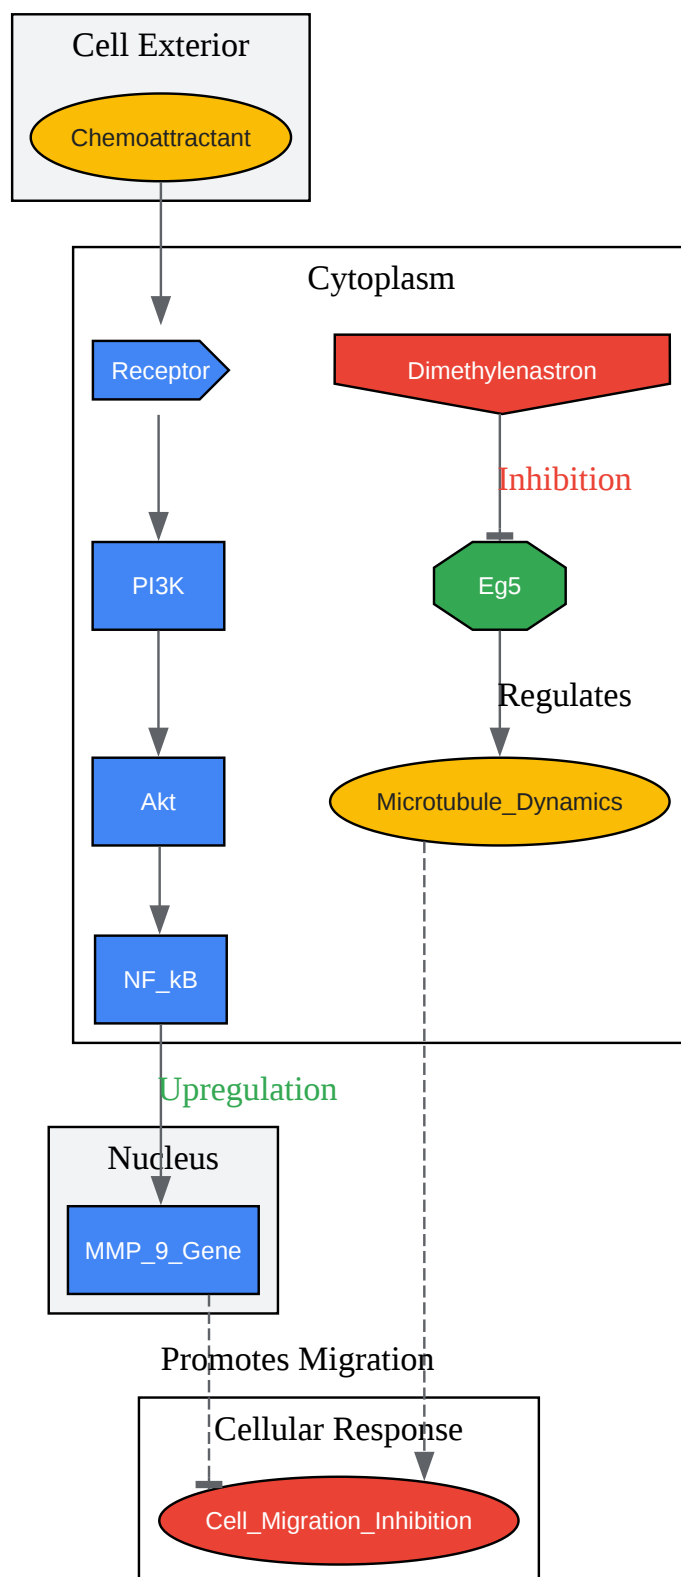 Cell Exterior
Chemoattractant
Cytoplasm
Receptor
Dimethylenastron
Inhibition
PI3K
Eg5
Regulates
Akt
Microtubule_Dynamics
NF_kB
Upregulation
Nucleus
MMP_9_Gene
Promotes Migration
Cellular Response
Cell_Migration_Inhibition